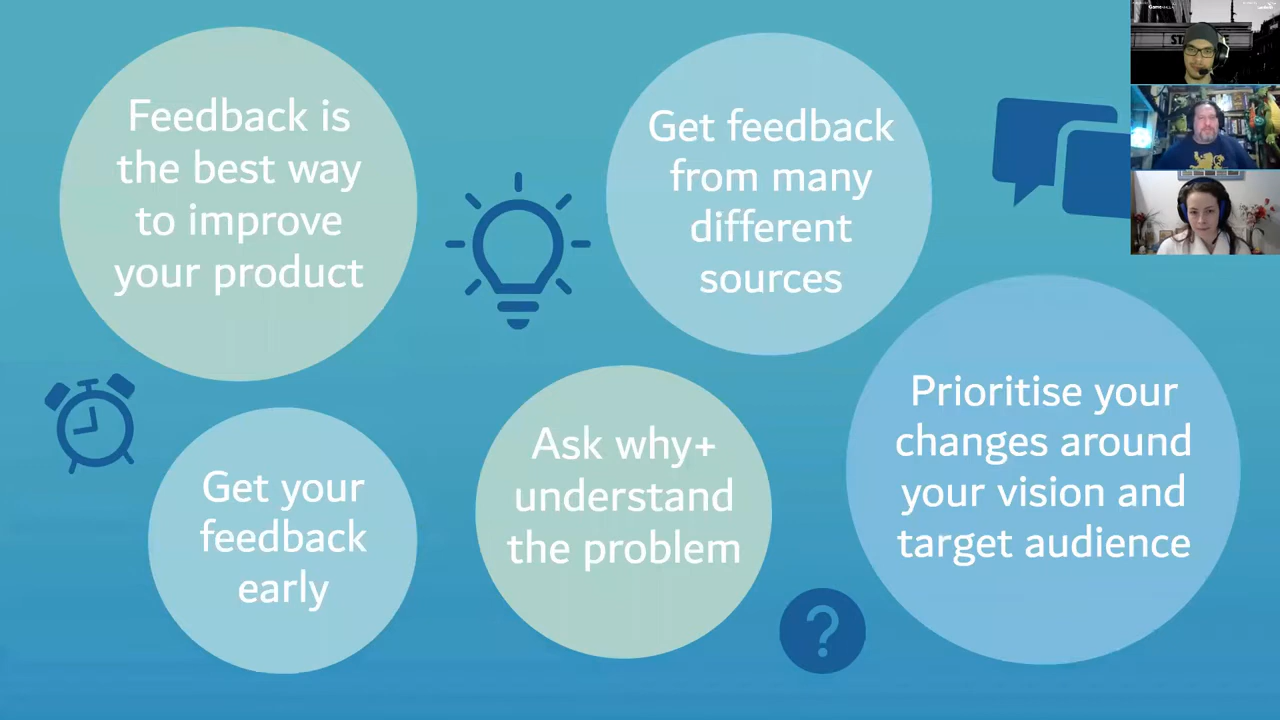 Feedback is
the best way
to improve
your product
Get feedback
from many
different
sources
Get your
feedback
early
Ask why+
understand
the problem
Prioritise your
changes around
your vision and
target audience
?